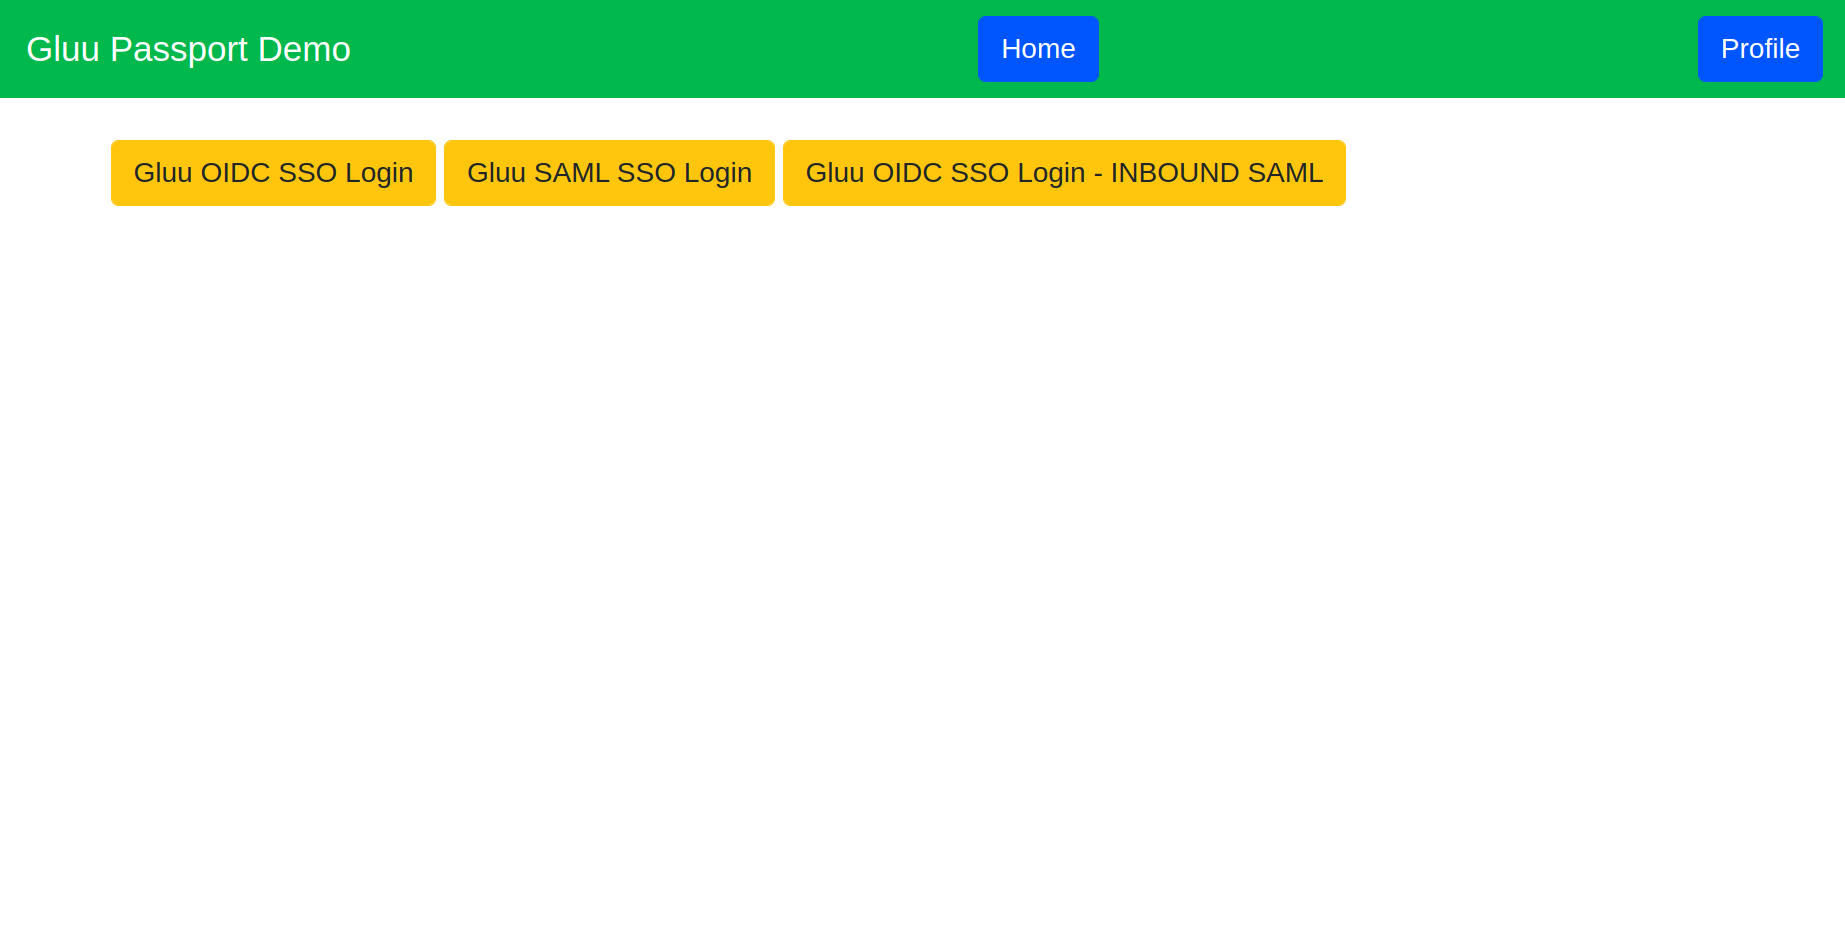 Gluu Passport Demo
Home
Profile
Gluu OIDC SSO Login
Gluu SAML SSO Login
Gluu OIDC SSO Login - INBOUND SAML